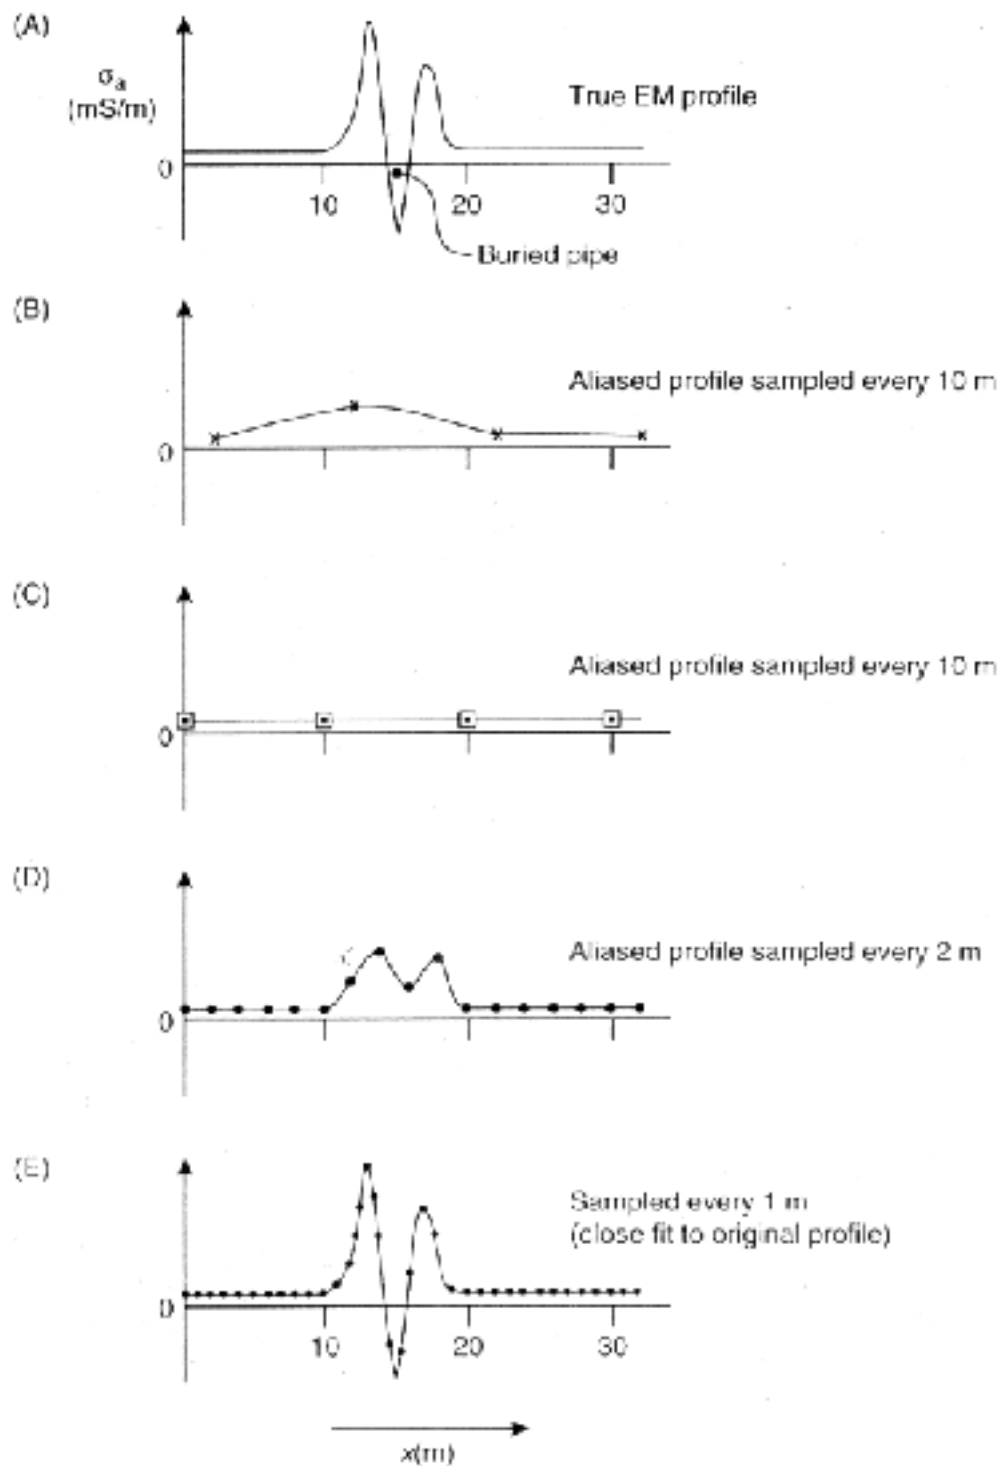 (A)
σa
(mS/m)
True EM profile
0
10
20
30
Buried pipe
(B)
Aliased profile sampled every 10 m
0
(C)
Aliased profile sampled every 10 m
0
(D)
Aliased profile sampled every 2 m
0
(E)
Sampled every 1 m
(close fit to original profile)
0
10
20
30
x(m)